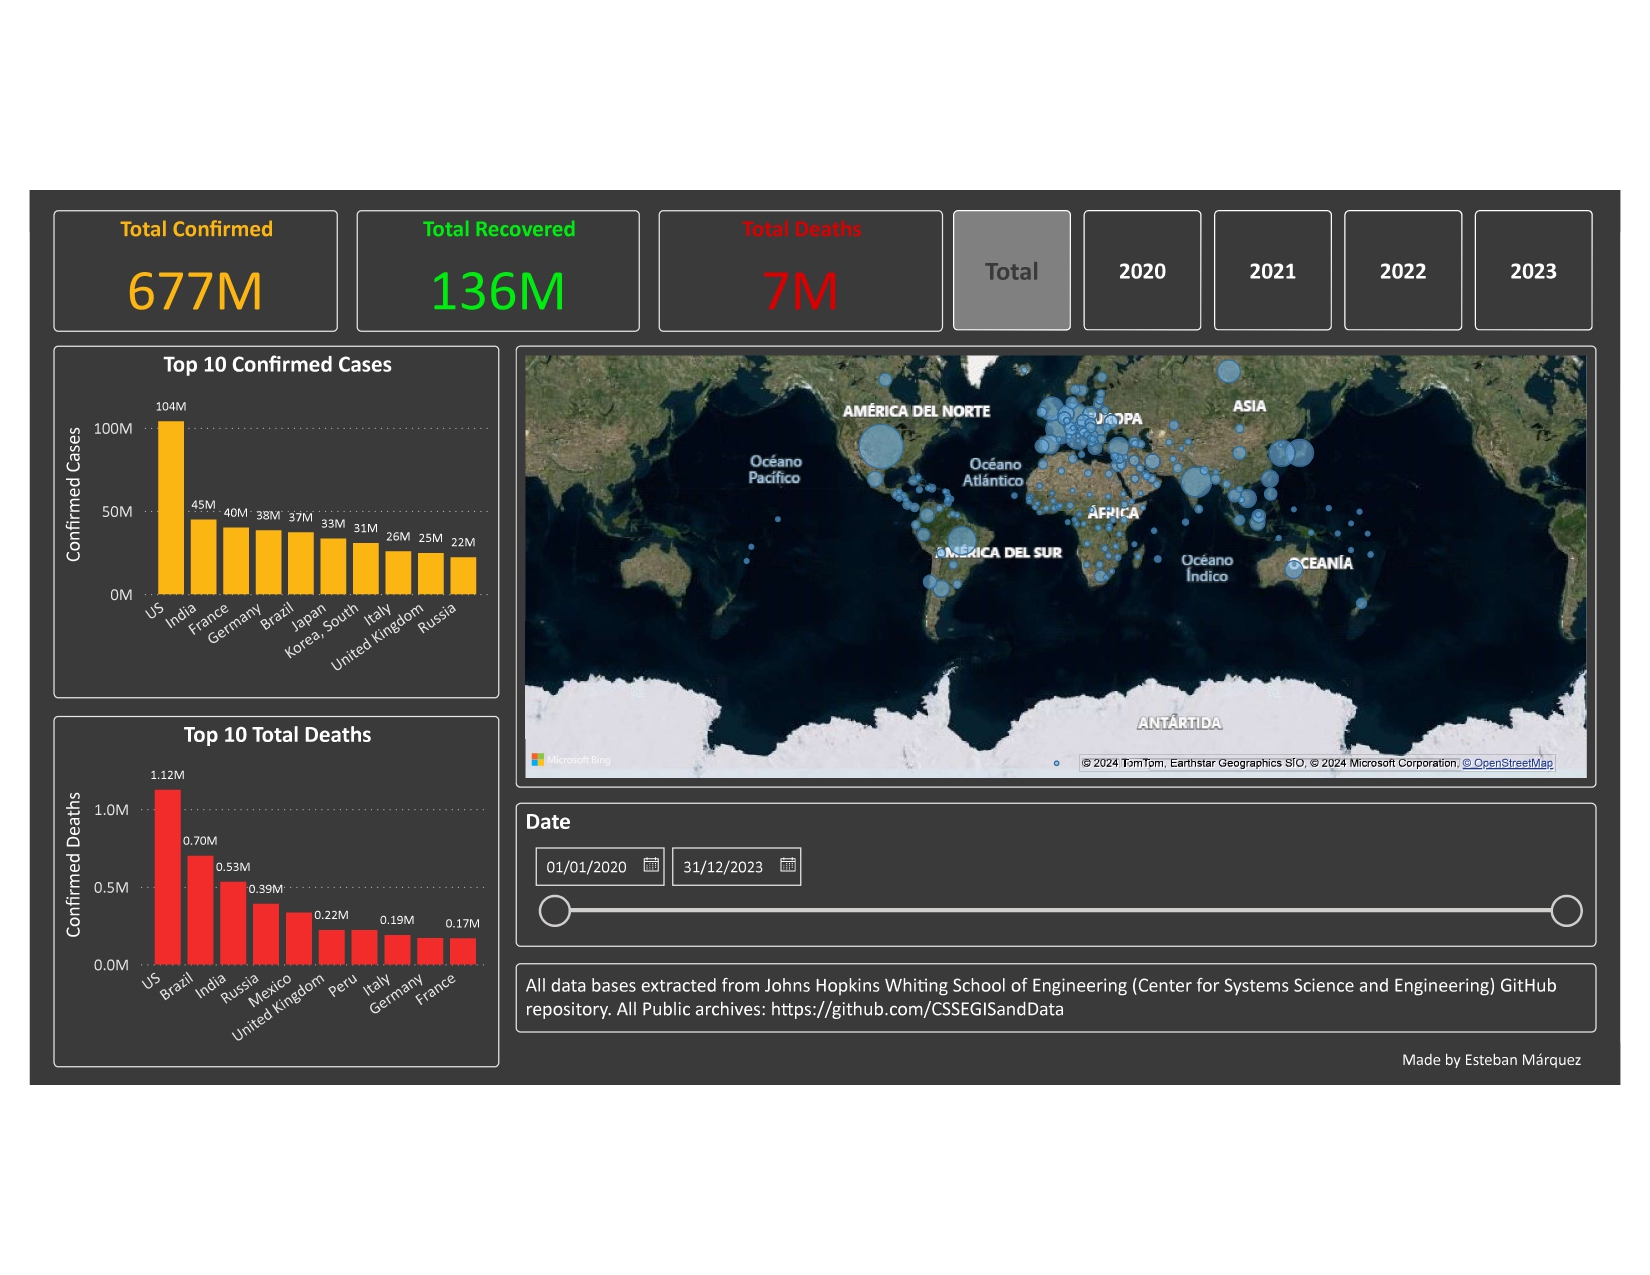 Total Confirmed
677M
Total Recovered
136M
Total Deaths
7M
Total
2020
2021
2022
2023
Top 10 Confirmed Cases
Confirmed Cases
100M
50M
0M
104M
45M
40M
38M
37M
33M
31M
26M
25M
22M
US
India
France
Germany
Brazil
Japan
Korea, South
Italy
United Kingdom
Russia
AMÉRICA DEL NORTE
EUROPA
ASIA
Océano
Pacífico
Océano
Atlántico
ÁFRICA
AMÉRICA DEL SUR
Océano
Índico
OCEANÍA
ANTÁRTIDA
Microsoft Bing
© 2024 TomTom, Earthstar Geographics SIO, © 2024 Microsoft Corporation, © OpenStreetMap
Top 10 Total Deaths
Confirmed Deaths
1.0M
0.5M
0.0M
1.12M
0.70M
0.53M
0.39M
0.22M
0.19M
0.17M
US
Brazil
India
Russia
Mexico
United Kingdom
Peru
Italy
Germany
France
Date
01/01/2020
31/12/2023
All data bases extracted from Johns Hopkins Whiting School of Engineering (Center for Systems Science and Engineering) GitHub
repository. All Public archives: https://github.com/CSSEGISandData
Made by Esteban Márquez